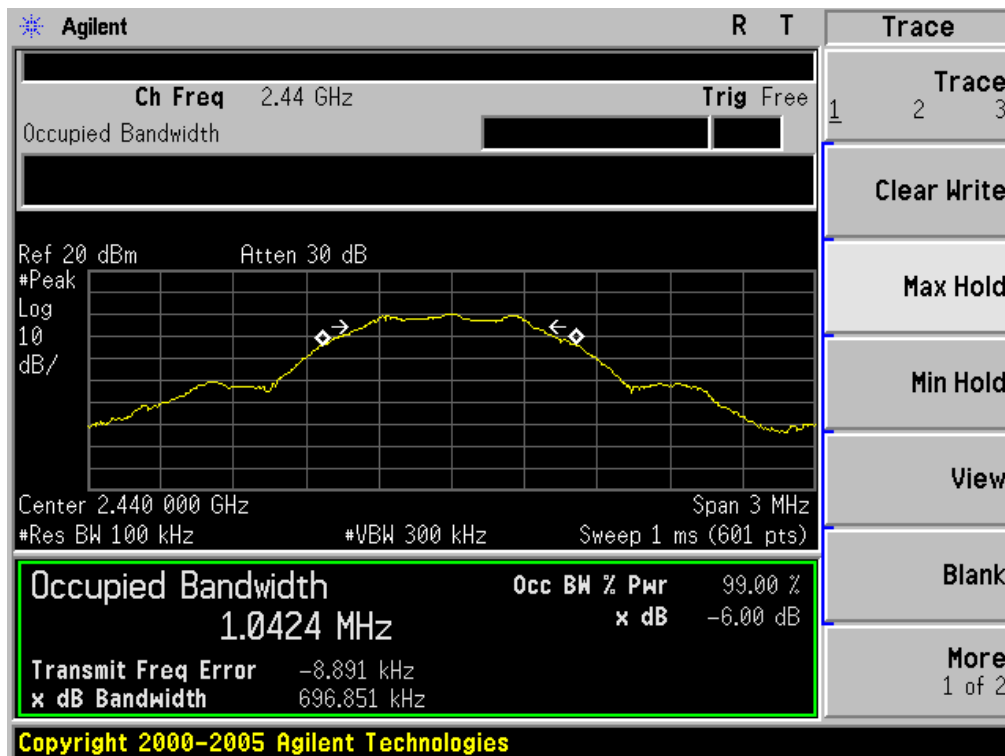 Agilent R T Trace
Ch Freq 2.44 GHz Trig Free
Occupied Bandwidth
Trace
1 2 3
Clear Write
Ref 20 dBm Atten 30 dB
#Peak
Log
10
dB/
Max Hold
Min Hold
View
Center 2.440 000 GHz Span 3 MHz
#Res BW 100 kHz #VBW 300 kHz Sweep 1 ms (601 pts)
Occupied Bandwidth Occ BW % Pwr 99.00 %
1.0424 MHz x dB -6.00 dB
Transmit Freq Error -8.891 kHz
x dB Bandwidth 696.851 kHz
Blank
More
1 of 2
Copyright 2000-2005 Agilent Technologies